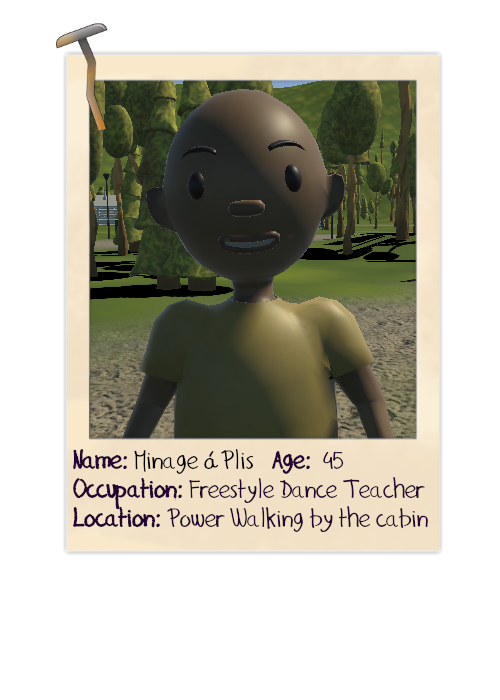 Name: Minage á Plis Age: 45
Occupation: Freestyle Dance Teacher
Location: Power Walking by the cabin